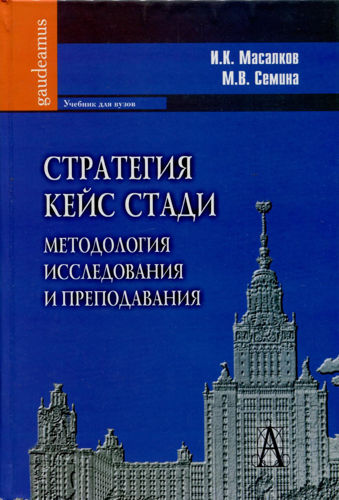 gaudeamus
И.К. Масалков
М.В. Семина
Учебник для вузов
СТРАТЕГИЯ
КЕЙС СТАДИ
МЕТОДОЛОГИЯ
ИССЛЕДОВАНИЯ
И ПРЕПОДАВАНИЯ